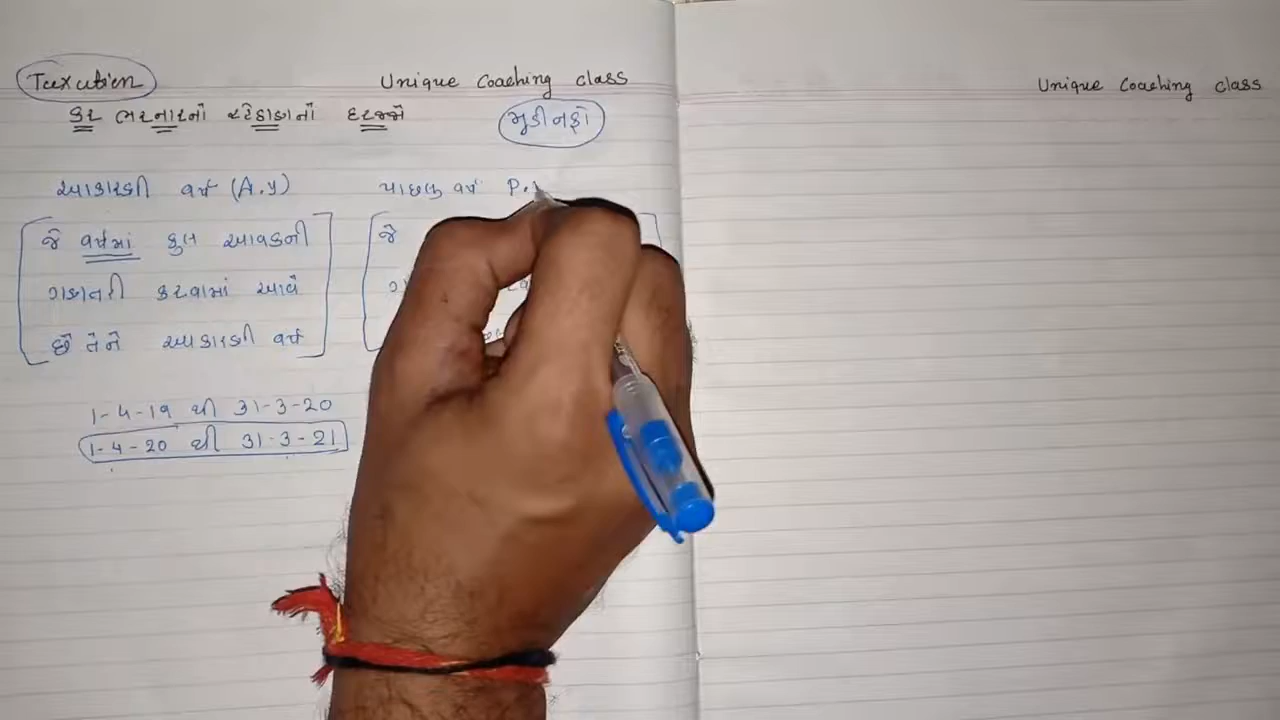 Taxation
Unique Coaching Class
કર ભરનારનો રહેઠાણનો દરજ્જો
મૂડી નફો
આકારણી વર્ષ (A.y)
પાછલુ વર્ષ P.
જે વર્ષમાં કુલ આવકની
ગણતરી કરવામાં આવે
છે તેને આકારણી વર્ષ
જે
1-4-19 થી 31-3-20
1-4-20 થી 31-3-21
Unique Coaching Class